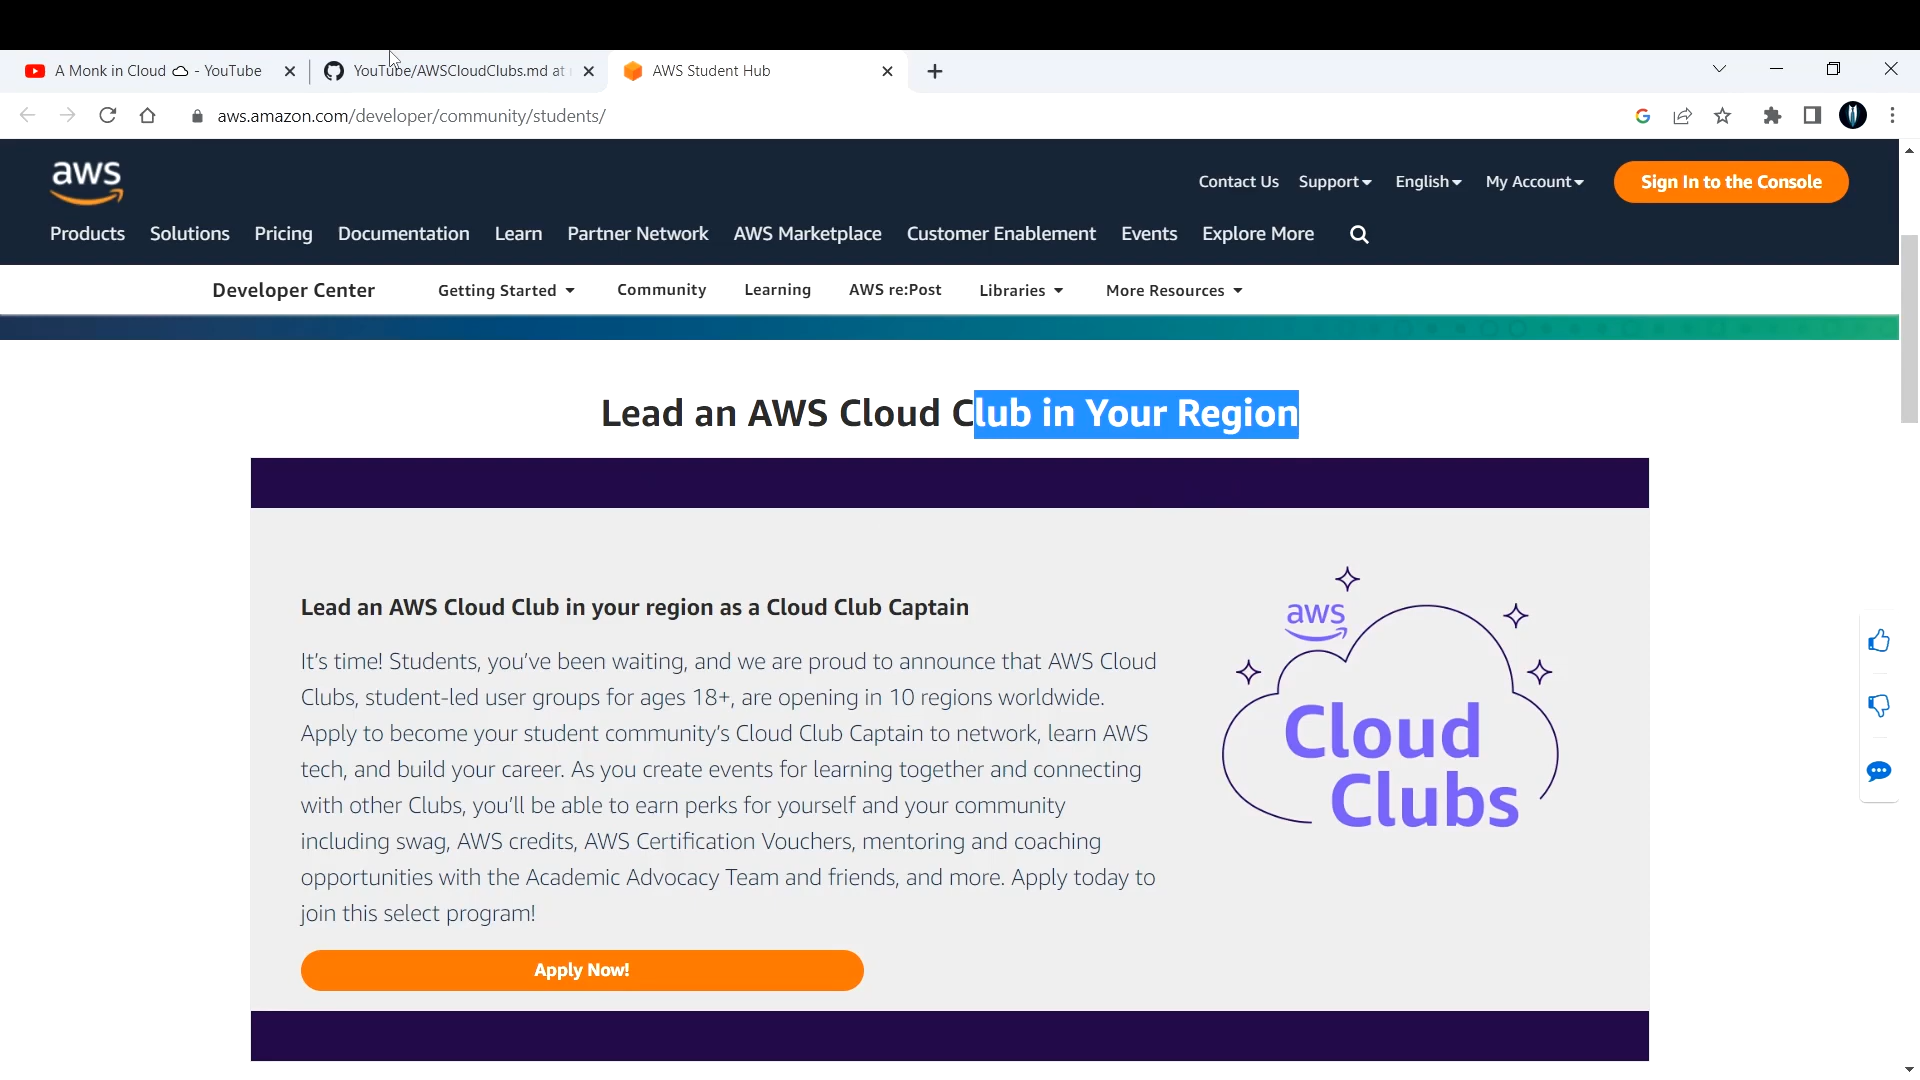 A Monk in Cloud - YouTube
YouTube/AWSCloudClubs.md at
AWS Student Hub
aws.amazon.com/developer/community/students/
aws
Contact Us Support English My Account Sign In to the Console
Products Solutions Pricing Documentation Learn Partner Network AWS Marketplace Customer Enablement Events Explore More
Developer Center Getting Started Community Learning AWS re:Post Libraries More Resources
Lead an AWS Cloud Club in Your Region
Lead an AWS Cloud Club in your region as a Cloud Club Captain
It's time! Students, you've been waiting, and we are proud to announce that AWS Cloud
Clubs, student-led user groups for ages 18+, are opening in 10 regions worldwide.
Apply to become your student community's Cloud Club Captain to network, learn AWS
tech, and build your career. As you create events for learning together and connecting
with other Clubs, you'll be able to earn perks for yourself and your community
including swag, AWS credits, AWS Certification Vouchers, mentoring and coaching
opportunities with the Academic Advocacy Team and friends, and more. Apply today to
join this select program!
Apply Now!
aws
Cloud
Clubs